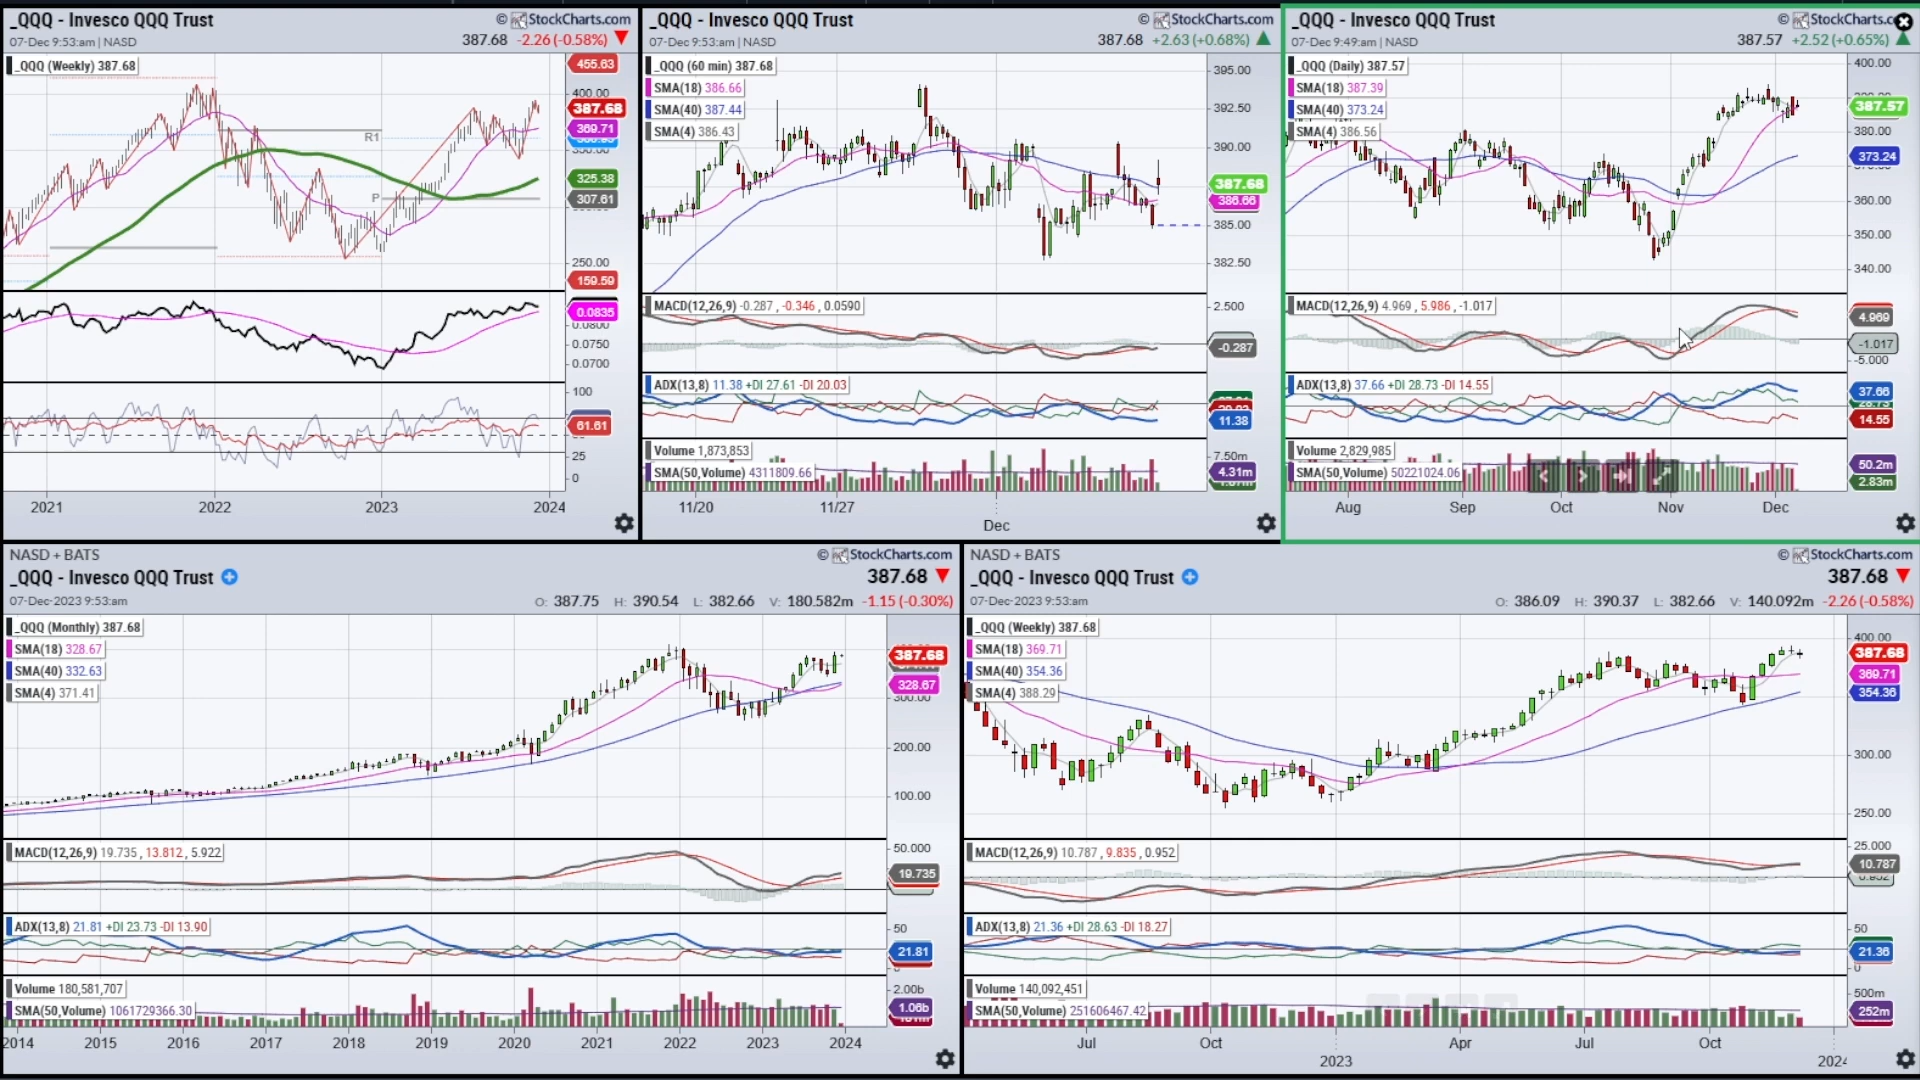 _QQQ - Invesco QQQ Trust
© StockCharts.com
07-Dec 9:53:am | NASD
387.68 -2.26 (-0.58%)
_QQQ (Weekly) 387.68
455.63
400.00
387.68
369.71
350.00
R1
325.38
P
307.61
250.00
159.59
0.0835
0.0800
0.0750
0.0700
100
61.61
25
0
2021 2022 2023 2024
_QQQ - Invesco QQQ Trust
© StockCharts.com
07-Dec 9:53:am | NASD
387.68 +2.63 (+0.68%)
_QQQ (60 min) 387.68
SMA(18) 386.66
SMA(40) 387.44
SMA(4) 386.43
395.00
392.50
390.00
387.68
386.66
385.00
382.50
MACD(12,26,9) -0.287 , -0.346 , 0.0590
2.500
-0.287
ADX(13,8) 11.38 +DI 27.61 -DI 20.03
11.38
Volume 1,873,853
SMA(50,Volume) 4311809.66
7.50m
4.31m
11/20 11/27 Dec
_QQQ - Invesco QQQ Trust
© StockCharts.c
07-Dec 9:49:am | NASD
387.57 +2.52 (+0.65%)
_QQQ (Daily) 387.57
SMA(18) 387.39
SMA(40) 373.24
SMA(4) 386.56
400.00
387.57
380.00
373.24
360.00
350.00
340.00
MACD(12,26,9) 4.969 , 5.986 , -1.017
4.969
-1.017
-5.000
ADX(13,8) 37.66 +DI 28.73 -DI 14.55
37.66
28.73
14.55
Volume 2,829,985
SMA(50,Volume) 50221024.06
50.2m
2.83m
Aug Sep Oct Nov Dec
NASD + BATS
© StockCharts.com
_QQQ - Invesco QQQ Trust
387.68
07-Dec-2023 9:53am
O: 387.75 H: 390.54 L: 382.66 V: 180.582m -1.15 (-0.30%)
_QQQ (Monthly) 387.68
SMA(18) 328.67
SMA(40) 332.63
SMA(4) 371.41
387.68
328.67
300.00
200.00
100.00
MACD(12,26,9) 19.735 , 13.812 , 5.922
50.000
19.735
ADX(13,8) 21.81 +DI 23.73 -DI 13.90
50
21.81
0
Volume 180,581,707
SMA(50,Volume) 1061729366.30
2.00b
1.06b
2014 2015 2016 2017 2018 2019 2020 2021 2022 2023 2024
NASD + BATS
© StockCharts.com
_QQQ - Invesco QQQ Trust
387.68
07-Dec-2023 9:53am
O: 386.09 H: 390.37 L: 382.66 V: 140.092m -2.26 (-0.58%)
_QQQ (Weekly) 387.68
SMA(18) 369.71
SMA(40) 354.36
SMA(4) 388.29
400.00
387.68
369.71
354.36
300.00
250.00
MACD(12,26,9) 10.787 , 9.835 , 0.952
25.000
10.787
0.952
ADX(13,8) 21.36 +DI 28.63 -DI 18.27
50
21.36
0
Volume 140,092,451
SMA(50,Volume) 251606467.42
500m
252m
Jul Oct 2023 Apr Jul Oct 2024